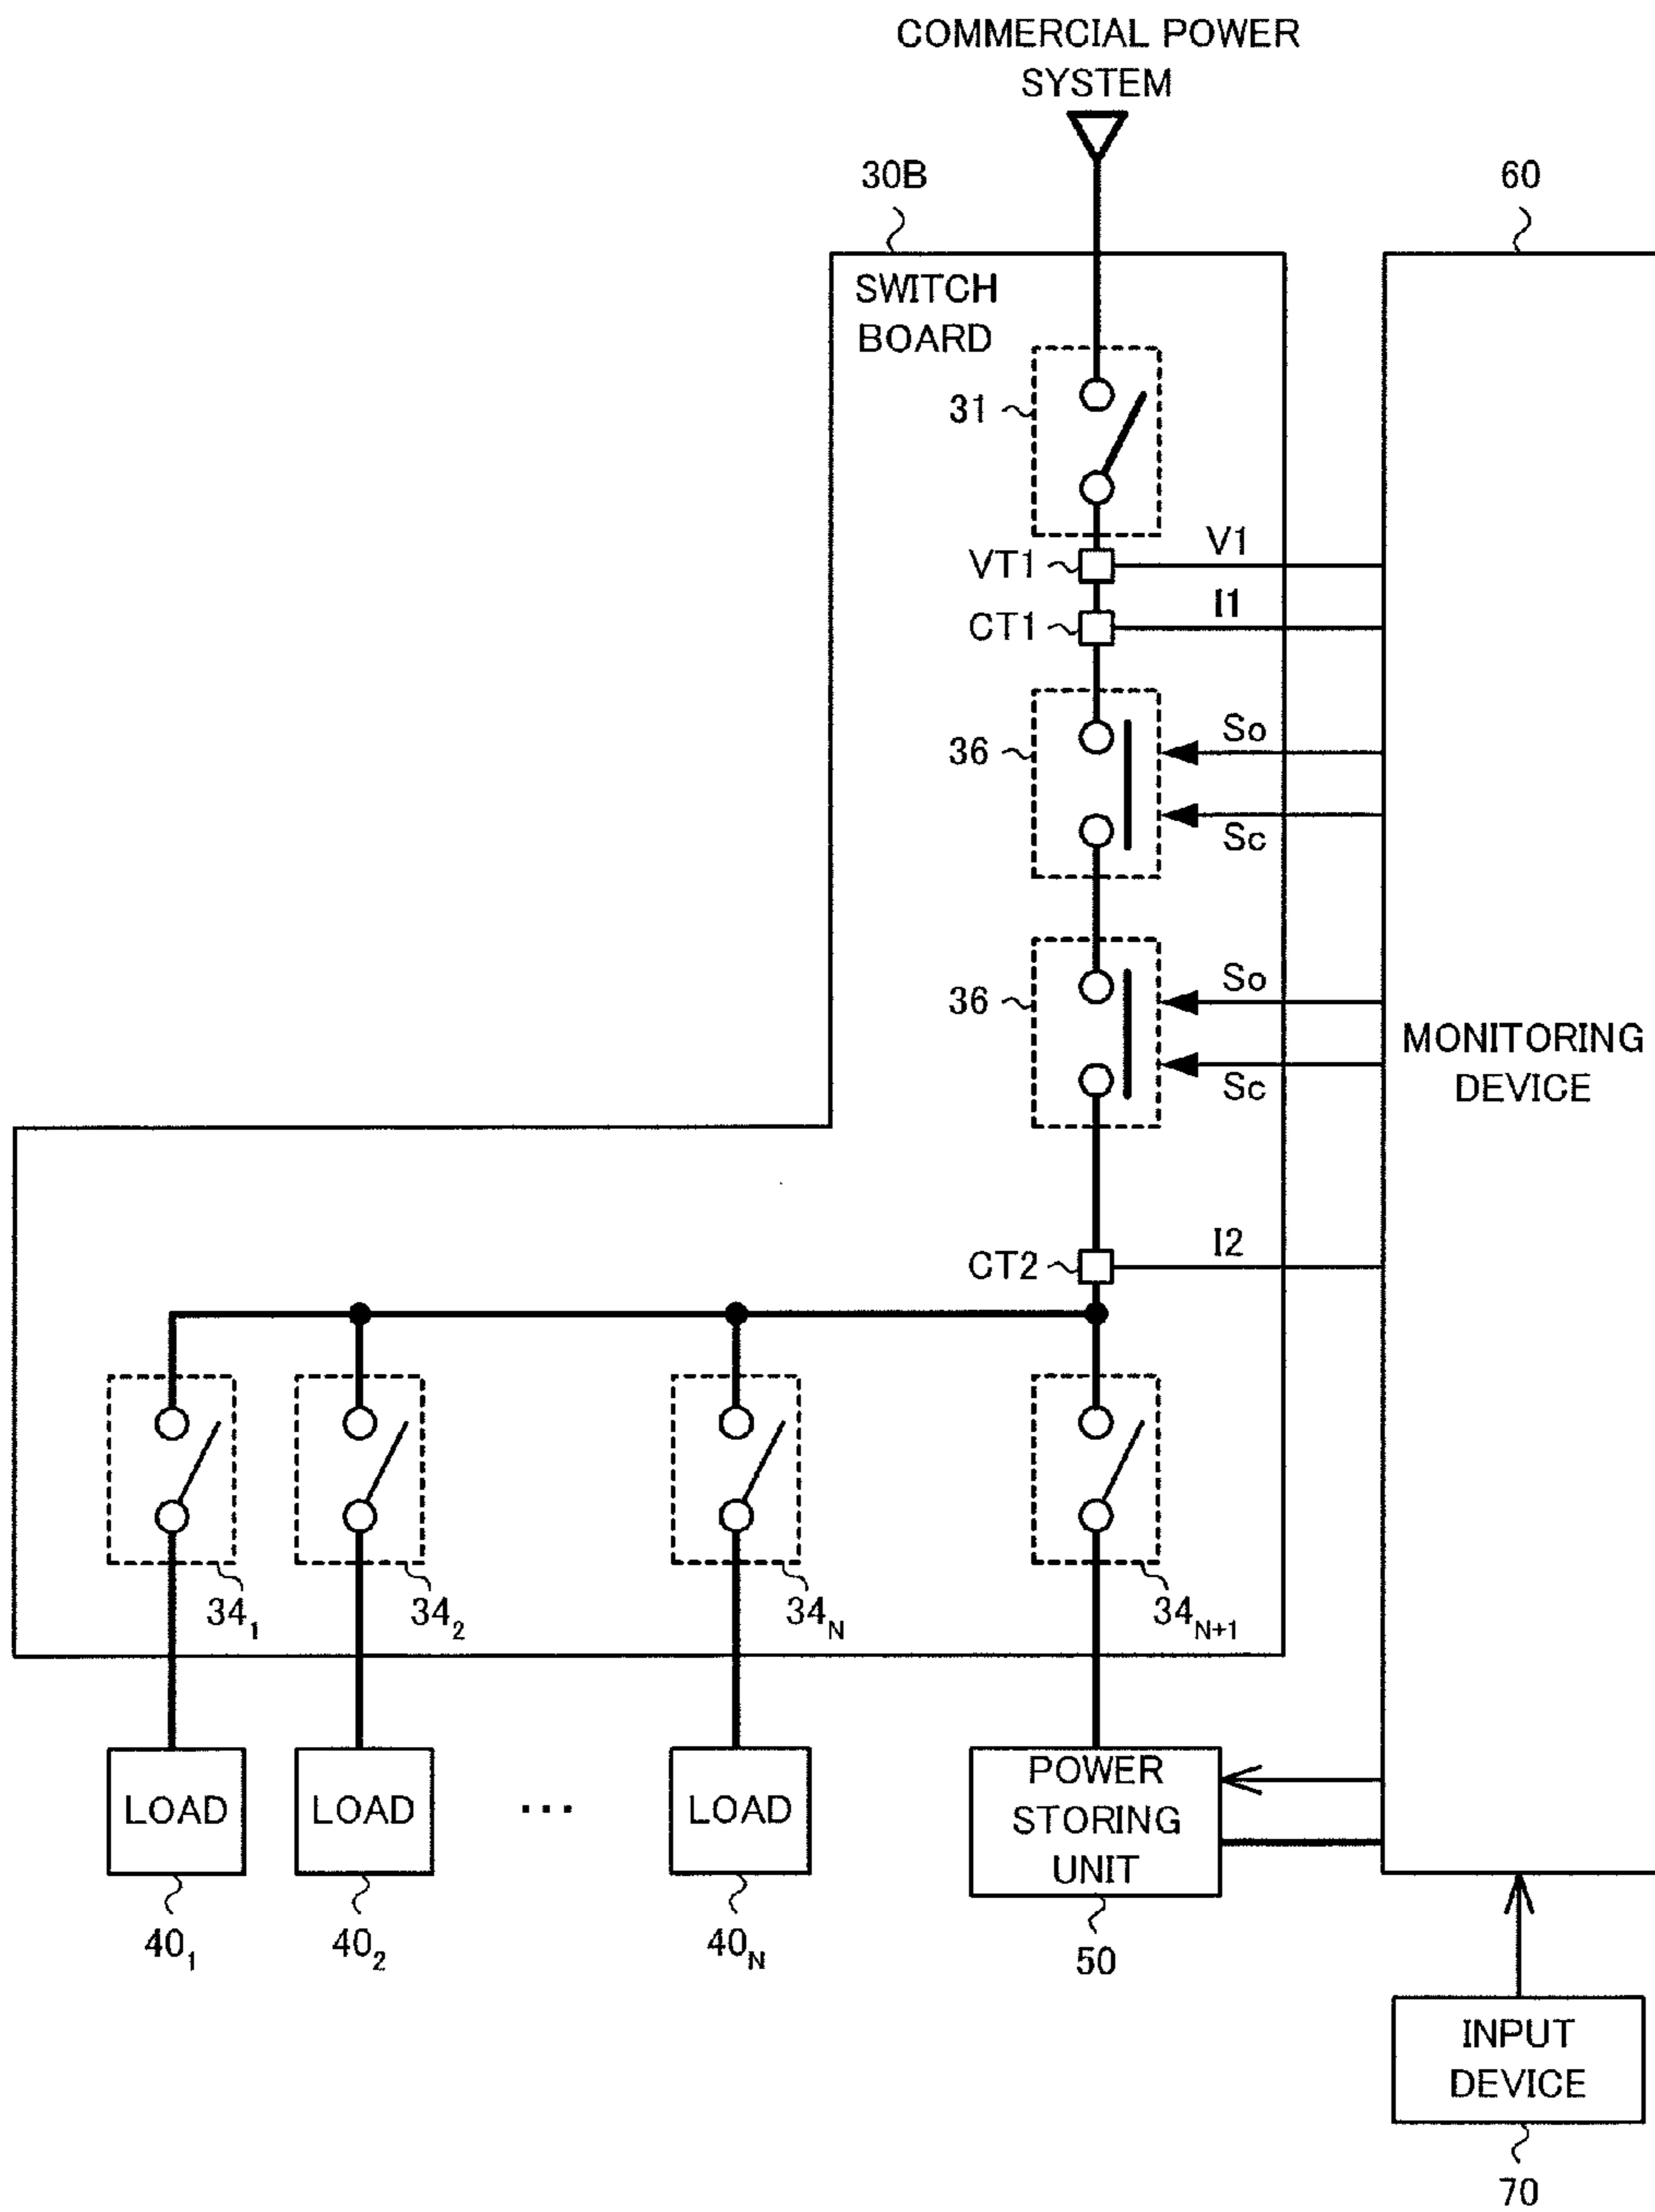 COMMERCIAL POWER
SYSTEM
30B
60
SWITCH
BOARD
31
V1
VT1
I1
CT1
So
36
Sc
So
36
MONITORING
DEVICE
Sc
I2
CT2
34₁
34₂
34N
34N+1
LOAD
LOAD
...
LOAD
POWER
STORING
UNIT
40₁
40₂
40N
50
INPUT
DEVICE
70